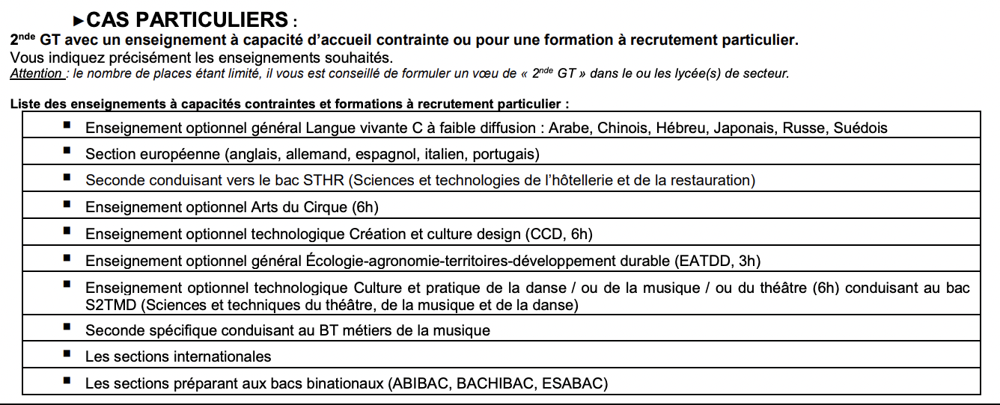 ►CAS PARTICULIERS :
2nde GT avec un enseignement à capacité d’accueil contrainte ou pour une formation à recrutement particulier.
Vous indiquez précisément les enseignements souhaités.
Attention : le nombre de places étant limité, il vous est conseillé de formuler un vœu de « 2nde GT » dans le ou les lycée(s) de secteur.
Liste des enseignements à capacités contraintes et formations à recrutement particulier :
▪ Enseignement optionnel général Langue vivante C à faible diffusion : Arabe, Chinois, Hébreu, Japonais, Russe, Suédois
▪ Section européenne (anglais, allemand, espagnol, italien, portugais)
▪ Seconde conduisant vers le bac STHR (Sciences et technologies de l’hôtellerie et de la restauration)
▪ Enseignement optionnel Arts du Cirque (6h)
▪ Enseignement optionnel technologique Création et culture design (CCD, 6h)
▪ Enseignement optionnel général Écologie-agronomie-territoires-développement durable (EATDD, 3h)
▪ Enseignement optionnel technologique Culture et pratique de la danse / ou de la musique / ou du théâtre (6h) conduisant au bac
S2TMD (Sciences et techniques du théâtre, de la musique et de la danse)
▪ Seconde spécifique conduisant au BT métiers de la musique
▪ Les sections internationales
▪ Les sections préparant aux bacs binationaux (ABIBAC, BACHIBAC, ESABAC)